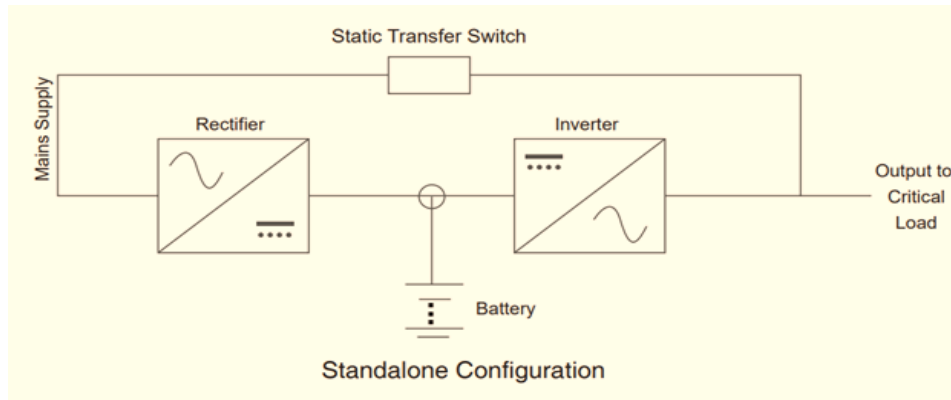 Static Transfer Switch
Mains Supply
Rectifier
Inverter
Output to
Critical
Load
Battery
Standalone Configuration